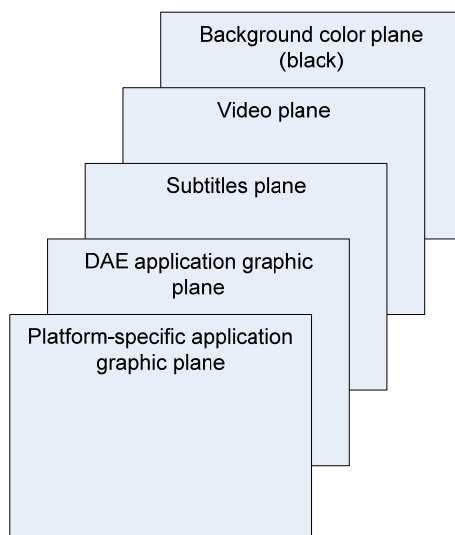 Background color plane
(black)
Video plane
Subtitles plane
DAE application graphic
plane
Platform-specific application
graphic plane